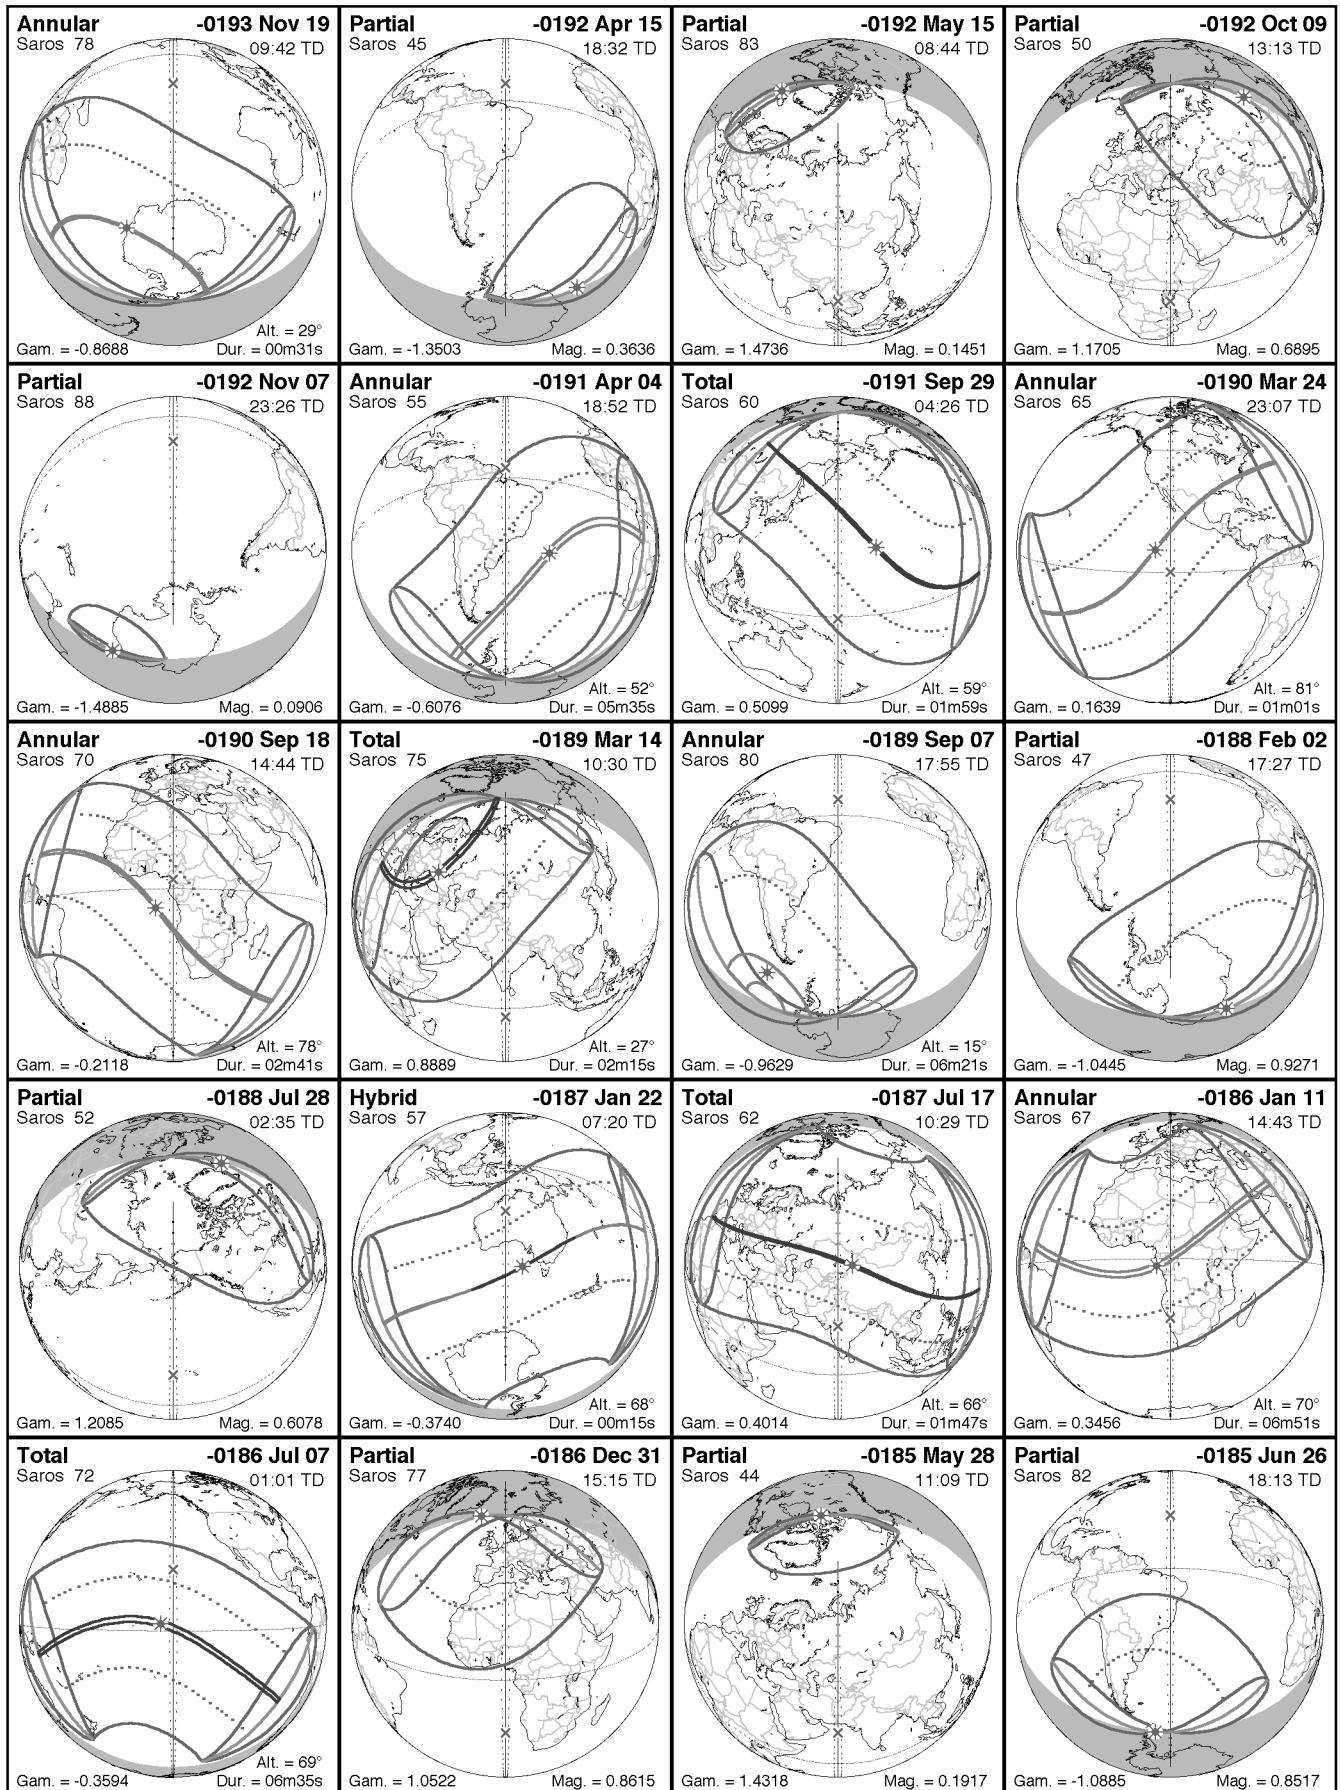 Annular -0193 Nov 19
Saros 78 09:42 TD
Alt. = 29°
Gam. = -0.8688 Dur. = 00m31s
Partial -0192 Apr 15
Saros 45 18:32 TD
Gam. = -1.3503 Mag. = 0.3636
Partial -0192 May 15
Saros 83 08:44 TD
Gam. = 1.4736 Mag. = 0.1451
Partial -0192 Oct 09
Saros 50 13:13 TD
Gam. = 1.1705 Mag. = 0.6895
Partial -0192 Nov 07
Saros 88 23:26 TD
Gam. = -1.4885 Mag. = 0.0906
Annular -0191 Apr 04
Saros 55 18:52 TD
Alt. = 52°
Gam. = -0.6076 Dur. = 05m35s
Total -0191 Sep 29
Saros 60 04:26 TD
Alt. = 59°
Gam. = 0.5099 Dur. = 01m59s
Annular -0190 Mar 24
Saros 65 23:07 TD
Alt. = 81°
Gam. = 0.1639 Dur. = 01m01s
Annular -0190 Sep 18
Saros 70 14:44 TD
Alt. = 78°
Gam. = -0.2118 Dur. = 02m41s
Total -0189 Mar 14
Saros 75 10:30 TD
Alt. = 27°
Gam. = 0.8889 Dur. = 02m15s
Annular -0189 Sep 07
Saros 80 17:55 TD
Alt. = 15°
Gam. = -0.9629 Dur. = 06m21s
Partial -0188 Feb 02
Saros 47 17:27 TD
Gam. = -1.0445 Mag. = 0.9271
Partial -0188 Jul 28
Saros 52 02:35 TD
Gam. = 1.2085 Mag. = 0.6078
Hybrid -0187 Jan 22
Saros 57 07:20 TD
Alt. = 68°
Gam. = -0.3740 Dur. = 00m15s
Total -0187 Jul 17
Saros 62 10:29 TD
Alt. = 66°
Gam. = 0.4014 Dur. = 01m47s
Annular -0186 Jan 11
Saros 67 14:43 TD
Alt. = 70°
Gam. = 0.3456 Dur. = 06m51s
Total -0186 Jul 07
Saros 72 01:01 TD
Alt. = 69°
Gam. = -0.3594 Dur. = 06m35s
Partial -0186 Dec 31
Saros 77 15:15 TD
Gam. = 1.0522 Mag. = 0.8615
Partial -0185 May 28
Saros 44 11:09 TD
Gam. = 1.4318 Mag. = 0.1917
Partial -0185 Jun 26
Saros 82 18:13 TD
Gam. = -1.0885 Mag. = 0.8517